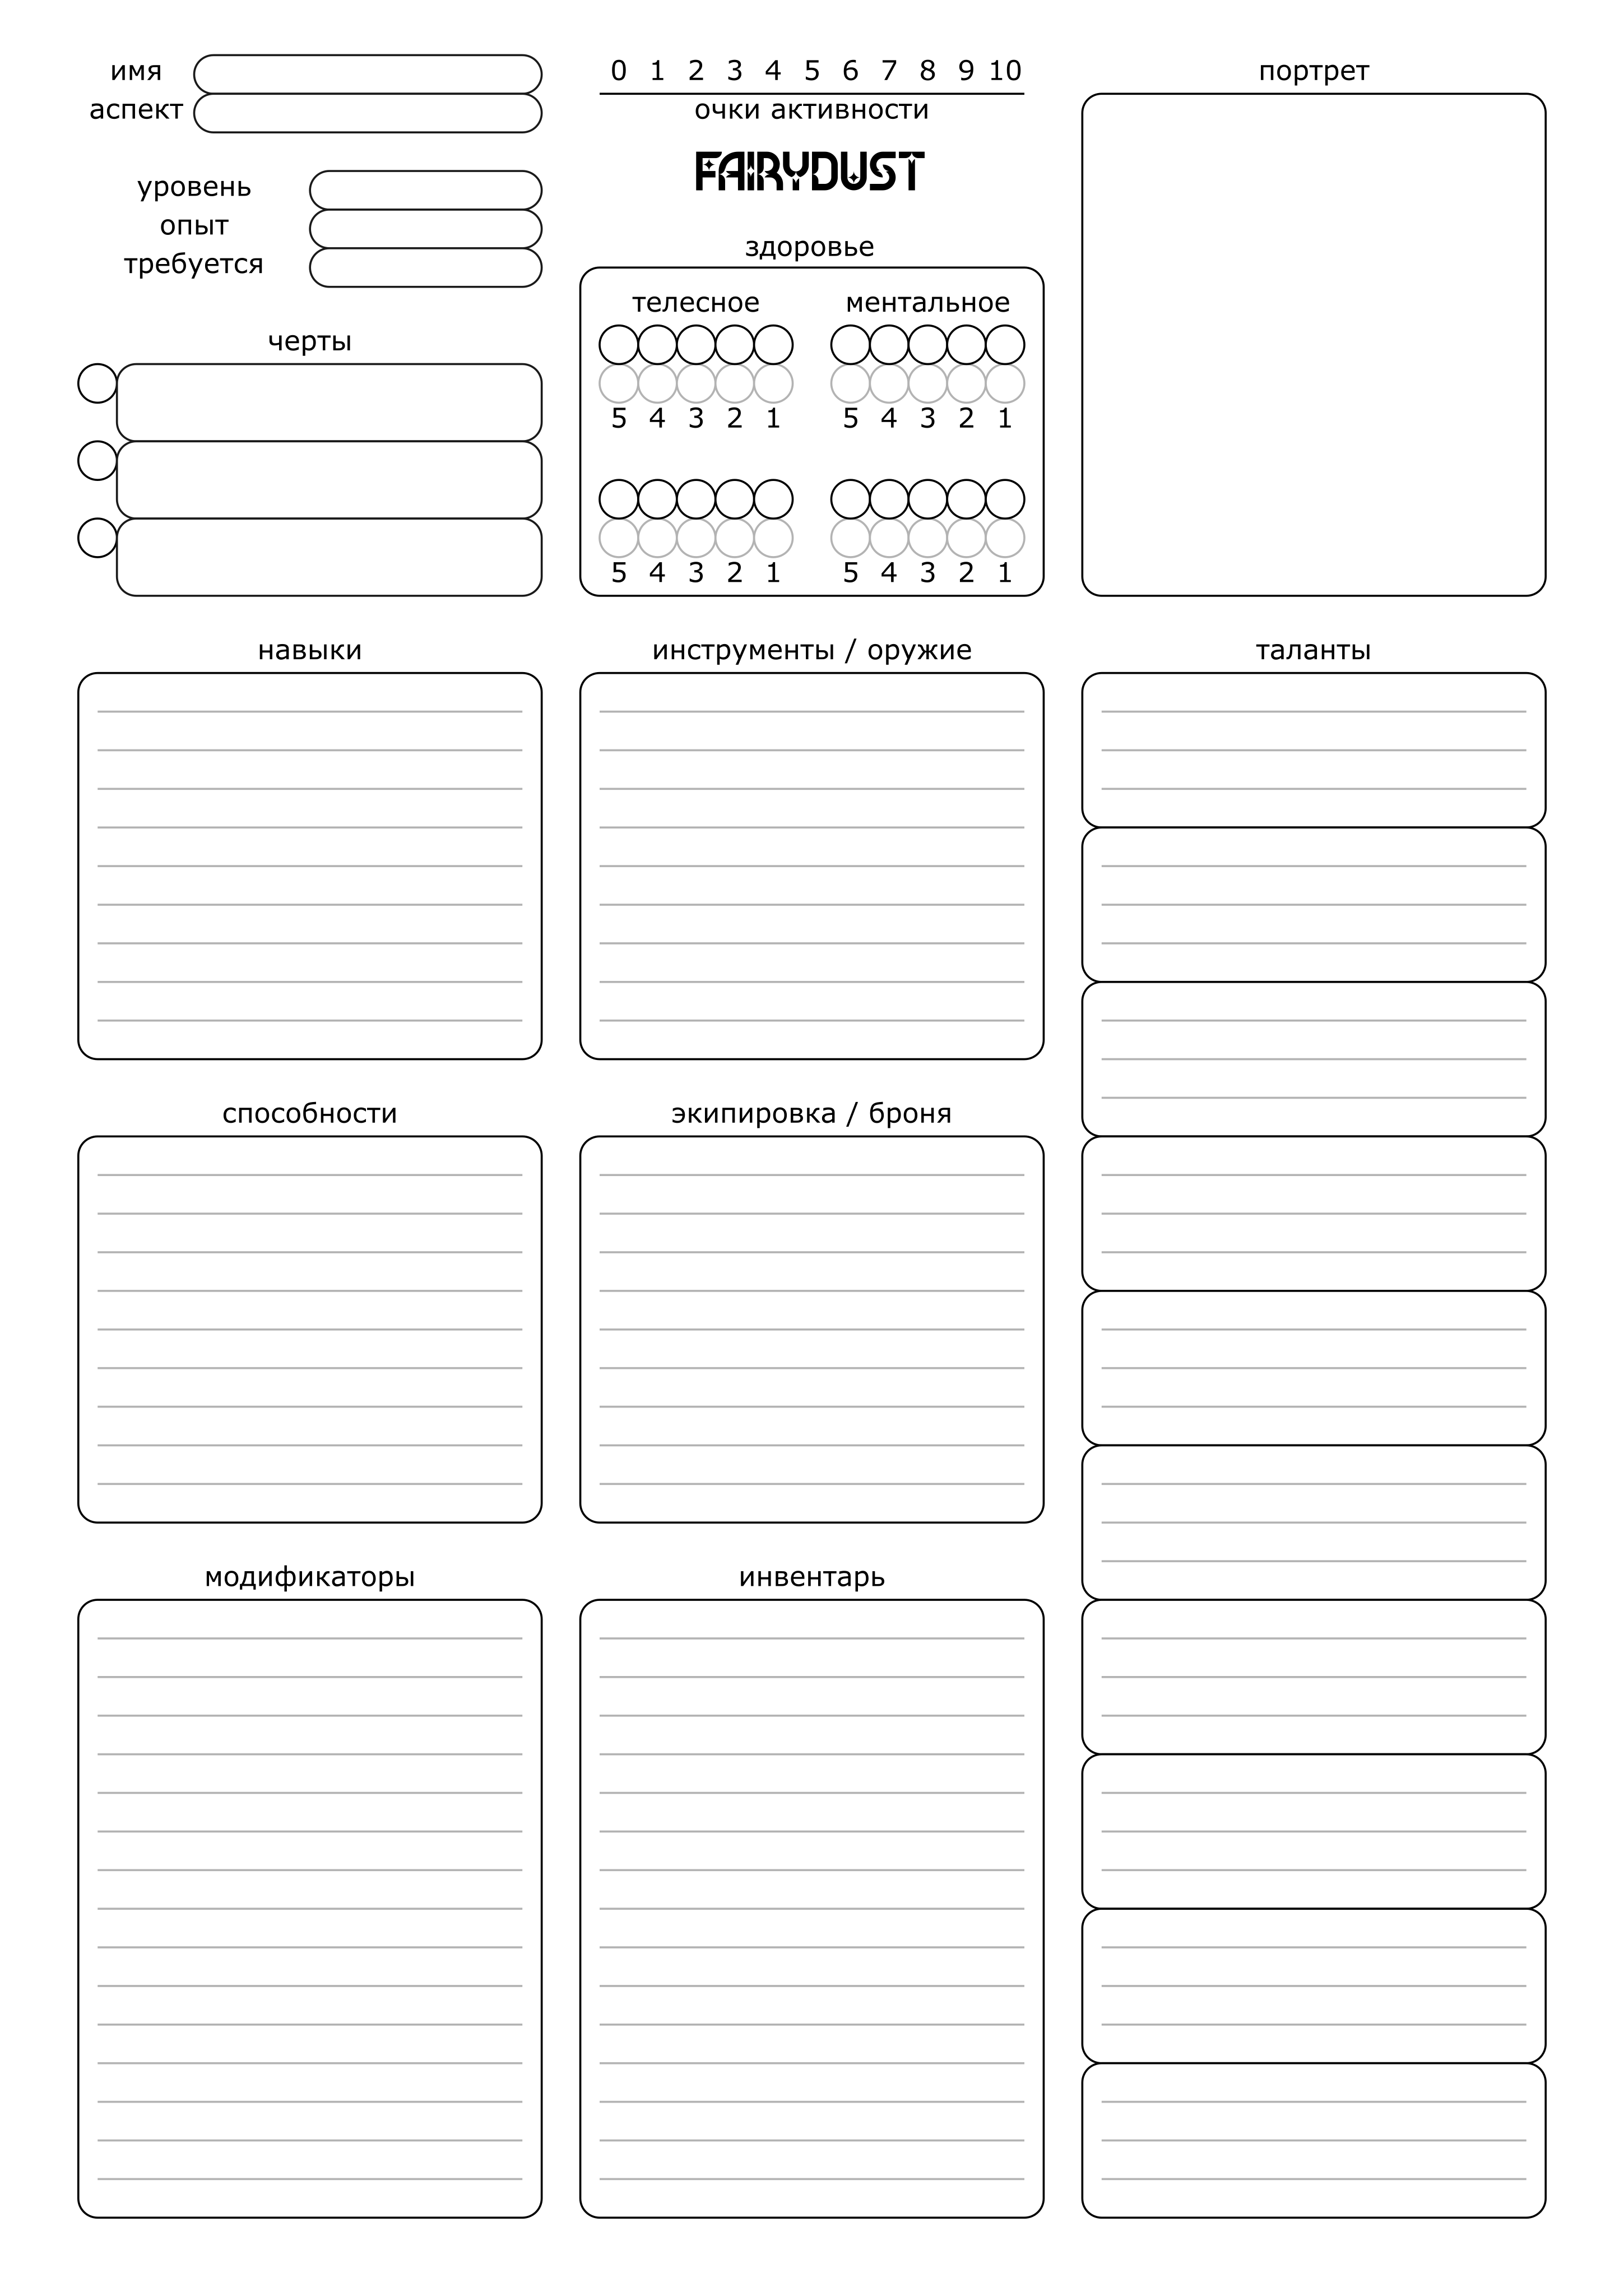 имя
аспект
уровень
опыт
требуется
черты
0 1 2 3 4 5 6 7 8 9 10
очки активности
FAIRYDUST
здоровье
телесное ментальное
5 4 3 2 1 5 4 3 2 1
5 4 3 2 1 5 4 3 2 1
портрет
навыки
инструменты / оружие
таланты
способности
экипировка / броня
модификаторы
инвентарь